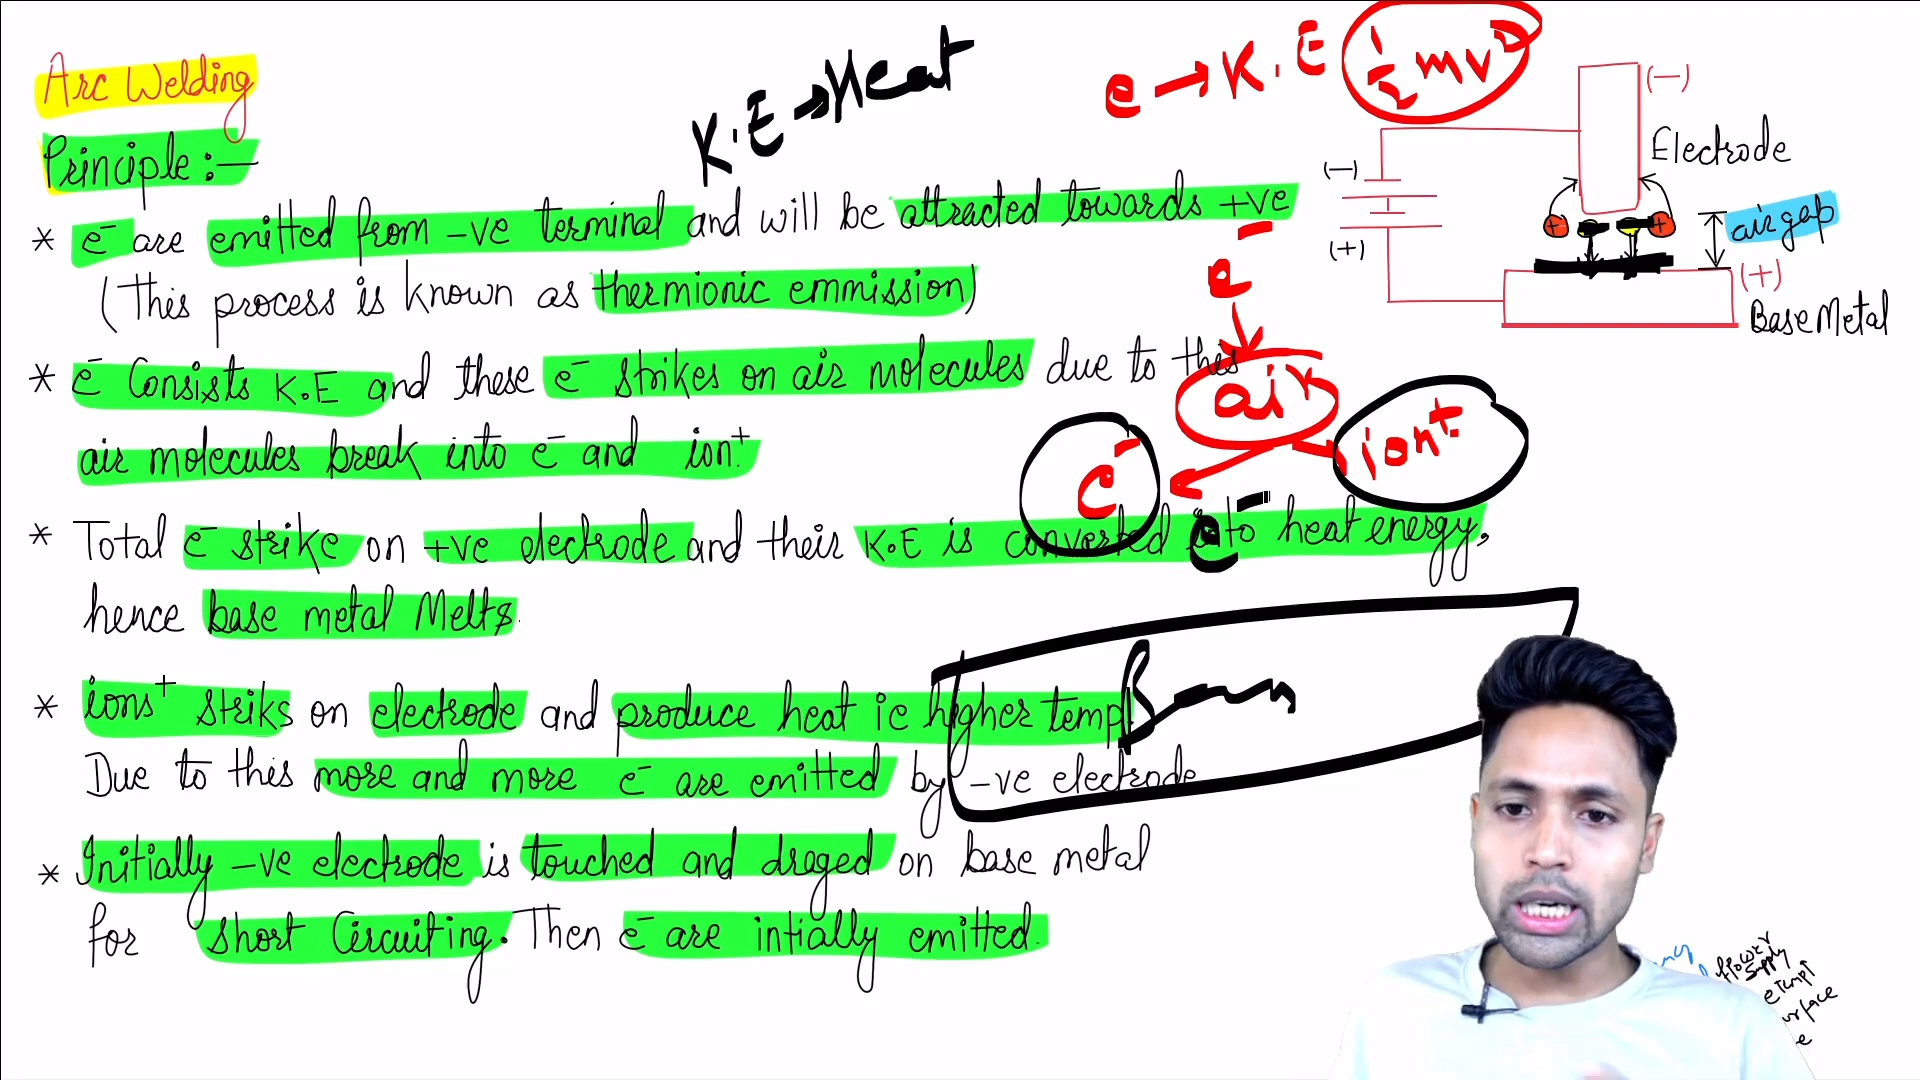 Arc Welding
Principle:-
* e⁻ are emitted from -ve terminal and will be attracted towards +ve
(This process is known as thermionic emmission)
* e⁻ Consists K.E and these e⁻ strikes on air molecules due to this
air molecules break into e⁻ and ion⁺.
* Total e⁻ strike on +ve electrode and their K.E is converted into heat energy,
hence base metal Melts.
* ions⁺ striks on electrode and produce heat ie higher temp.
Due to this more and more e⁻ are emitted by -ve electrode
* Initially -ve electrode is touched and draged on base metal
for short Circuiting. Then e⁻ are intially emitted.
K.E → Heat
e → K.E ½mv²
e⁻
air
e⁻ ion+
e⁻
(-)
Electrode
(-)
(+)
air gap
(+)
Base Metal
Supply